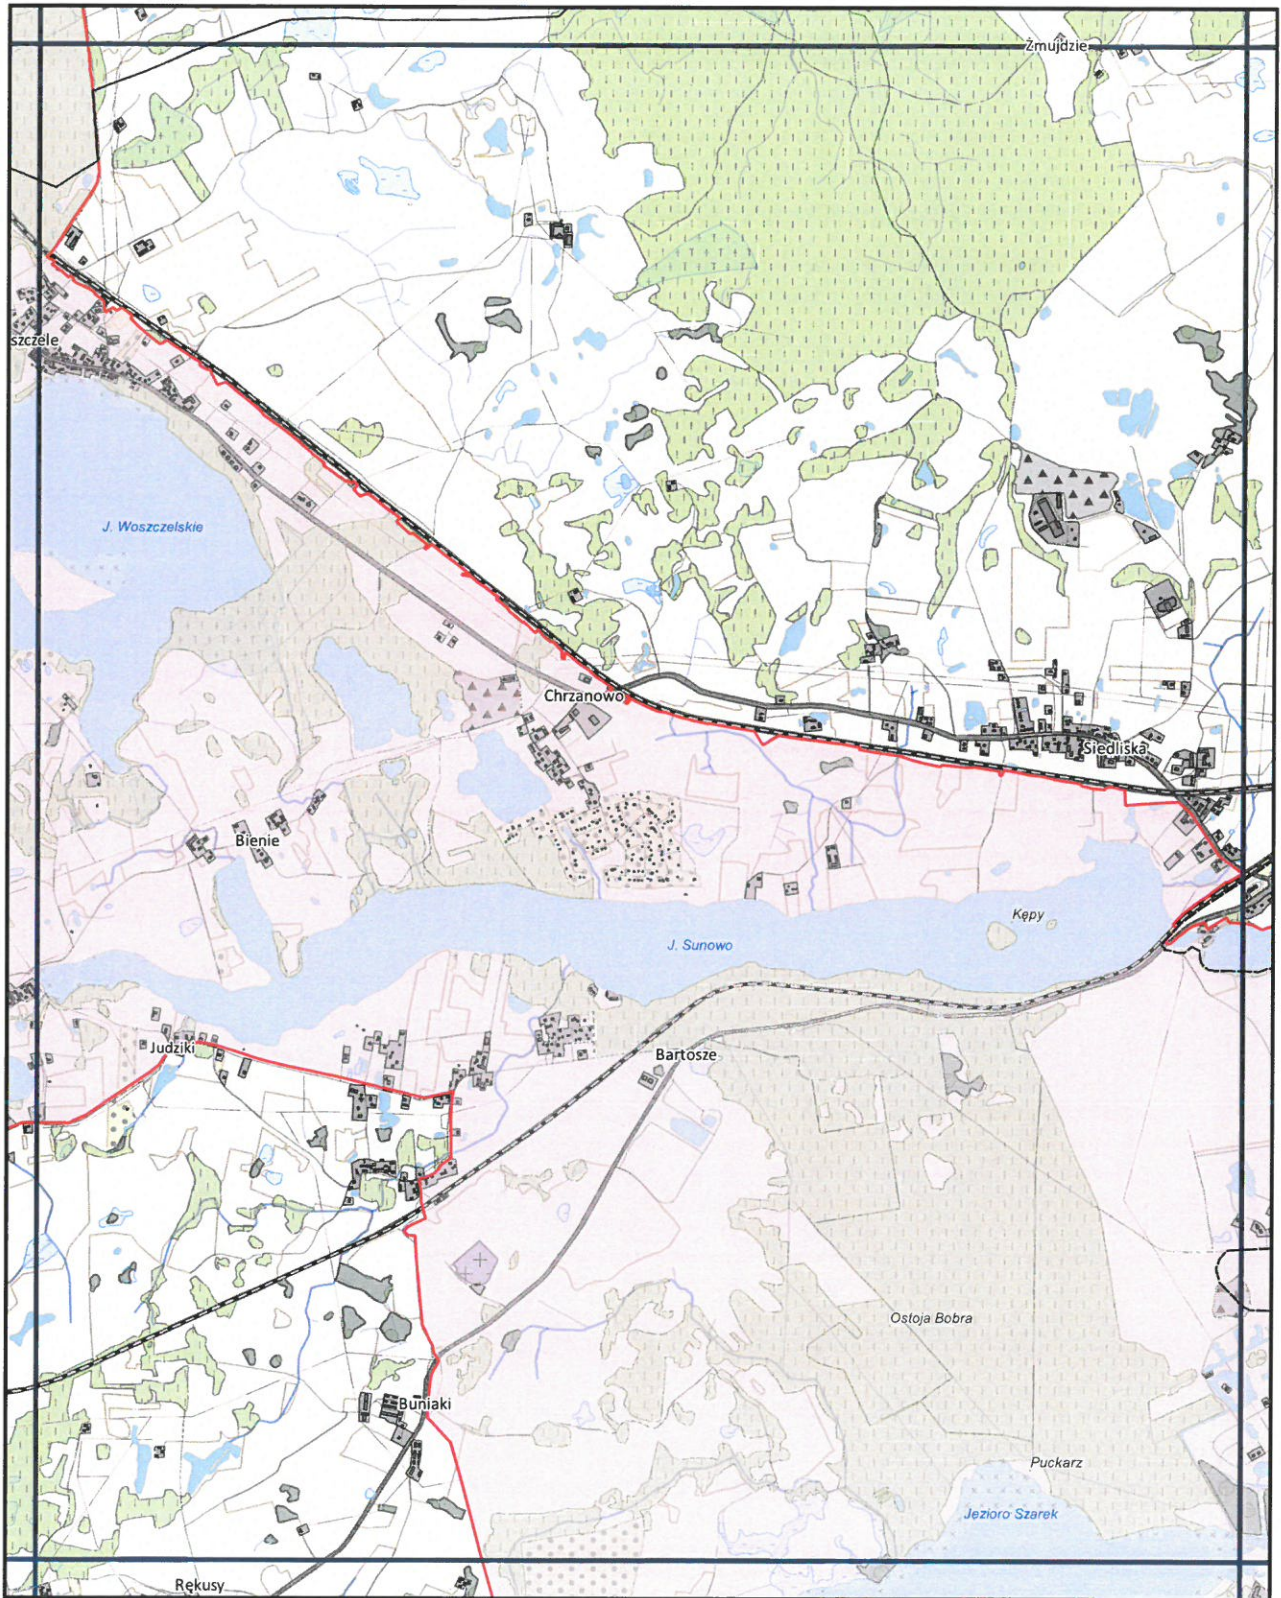 Żmujdzie
szczele
J. Woszczelskie
Chrzanowo
Siedliska
Bienie
Kępy
J. Sunowo
Judziki
Bartosze
Ostoja Bobra
Buniaki
Puckarz
Jezioro Szarek
Rękusy